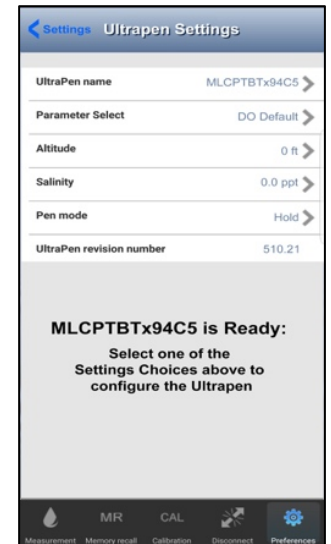 Settings Ultrapen Settings
UltraPen name MLCPTBTx94C5
Parameter Select DO Default
Altitude 0 ft
Salinity 0.0 ppt
Pen mode Hold
UltraPen revision number 510.21
MLCPTBTx94C5 is Ready:
Select one of the
Settings Choices above to
configure the Ultrapen
MR CAL
Measurement Memory recall Calibration Disconnect Preferences